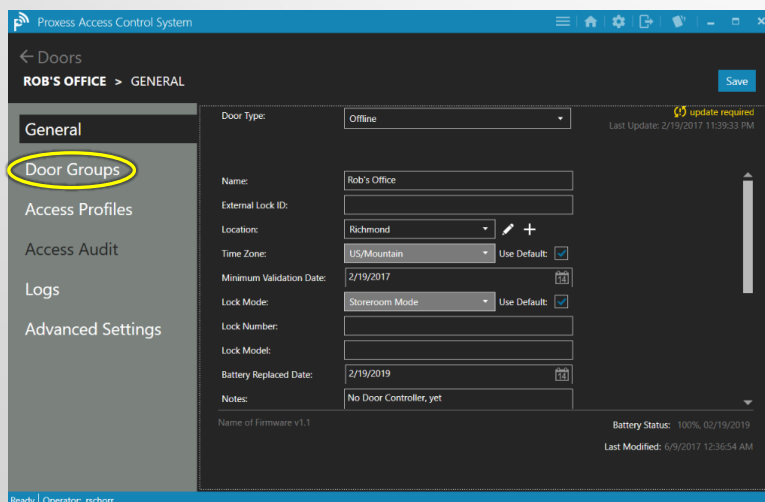 Proxess Access Control System
Doors
ROB'S OFFICE > GENERAL
Save
General
Door Groups
Access Profiles
Access Audit
Logs
Advanced Settings
Door Type: Offline
update required
Last Update: 2/19/2017 11:39:33 PM
Name: Rob's Office
External Lock ID:
Location: Richmond
Time Zone: US/Mountain Use Default:
Minimum Validation Date: 2/19/2017 14
Lock Mode: Storeroom Mode Use Default:
Lock Number:
Lock Model:
Battery Replaced Date: 2/19/2019 14
Notes: No Door Controller, yet
Name of Firmware v1.1
Battery Status: 100%, 02/19/2019
Last Modified: 6/9/2017 12:36:54 AM
Ready Operator: rschorr